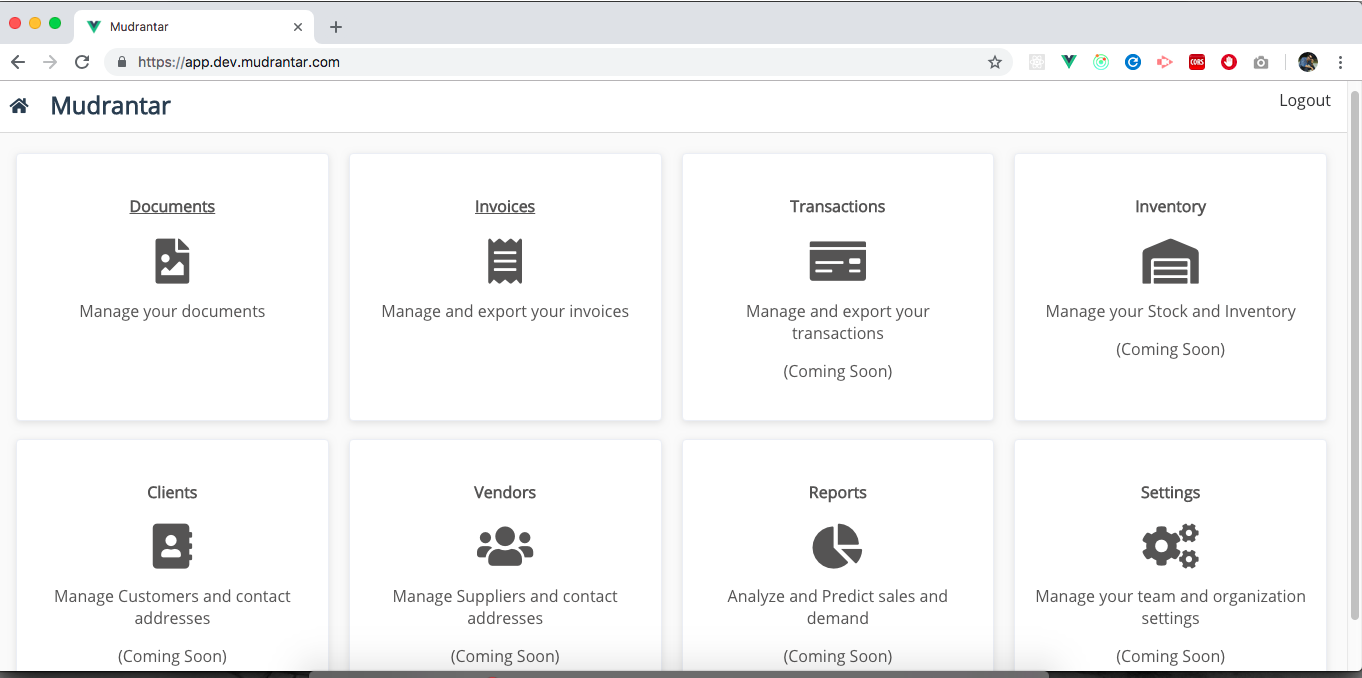 Mudrantar
https://app.dev.mudrantar.com
CORS
Mudrantar
Logout
Documents
Manage your documents
Invoices
Manage and export your invoices
Transactions
Manage and export your
transactions
(Coming Soon)
Inventory
Manage your Stock and Inventory
(Coming Soon)
Clients
Manage Customers and contact
addresses
(Coming Soon)
Vendors
Manage Suppliers and contact
addresses
(Coming Soon)
Reports
Analyze and Predict sales and
demand
(Coming Soon)
Settings
Manage your team and organization
settings
(Coming Soon)